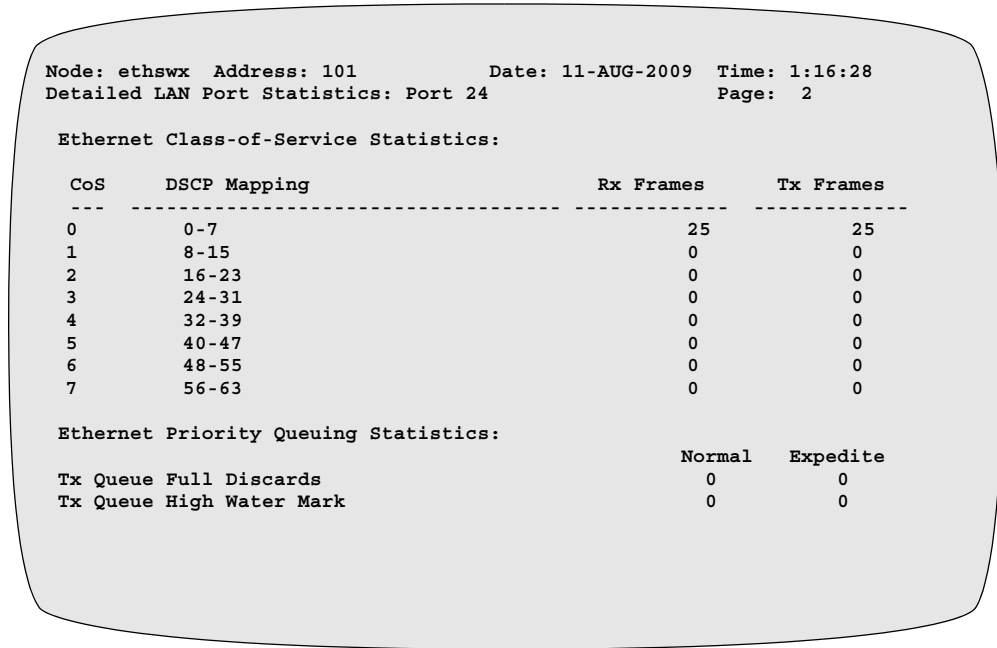 Node: ethswx  Address: 101          Date: 11-AUG-2009  Time: 1:16:28
Detailed LAN Port Statistics: Port 24                  Page:  2
Ethernet Class-of-Service Statistics:
CoS     DSCP Mapping                        Rx Frames      Tx Frames
---  ------------------------------------ -------------  -------------
0         0-7                                        25            25
1         8-15                                       0             0
2         16-23                                      0             0
3         24-31                                      0             0
4         32-39                                      0             0
5         40-47                                      0             0
6         48-55                                      0             0
7         56-63                                      0             0
Ethernet Priority Queuing Statistics:
Normal   Expedite
Tx Queue Full Discards                                0          0
Tx Queue High Water Mark                              0          0